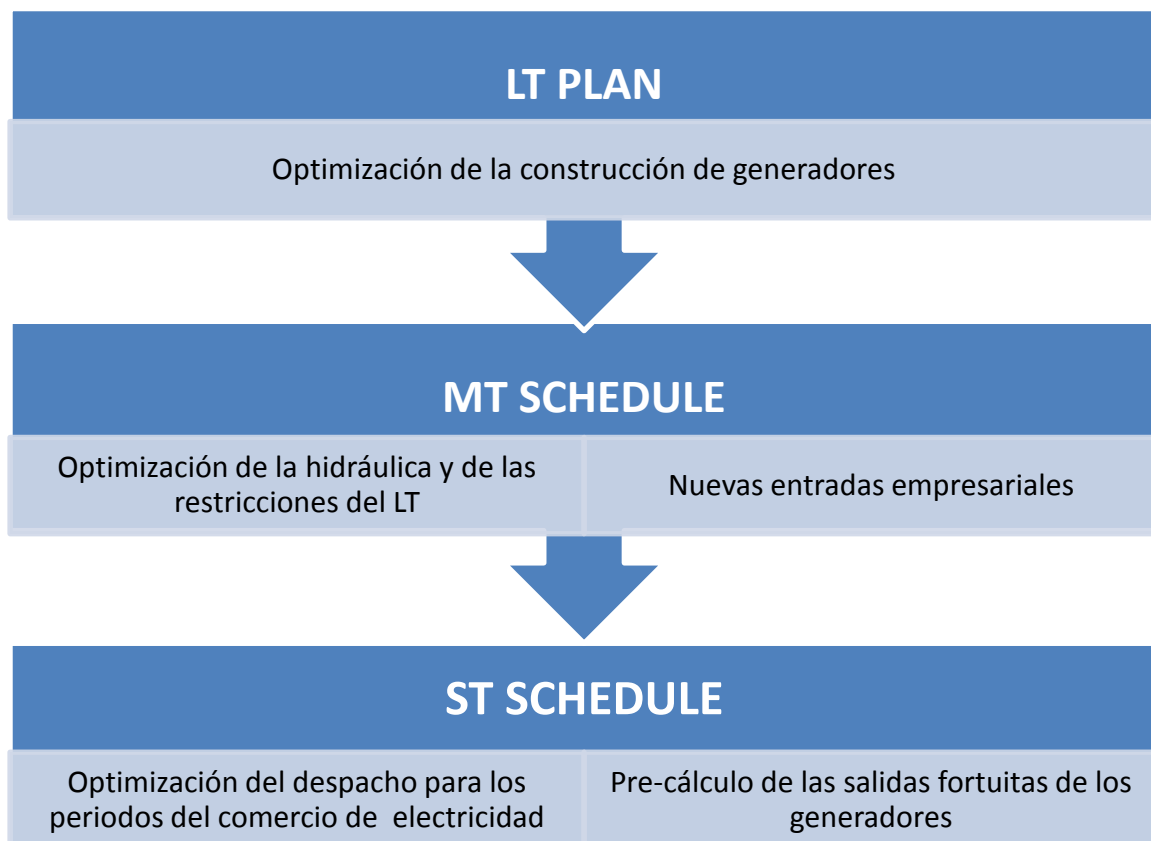 LT PLAN
Optimización de la construcción de generadores
MT SCHEDULE
Optimización de la hidráulica y de las
restricciones del LT
Nuevas entradas empresariales
ST SCHEDULE
Optimización del despacho para los
periodos del comercio de electricidad
Pre-cálculo de las salidas fortuitas de los
generadores